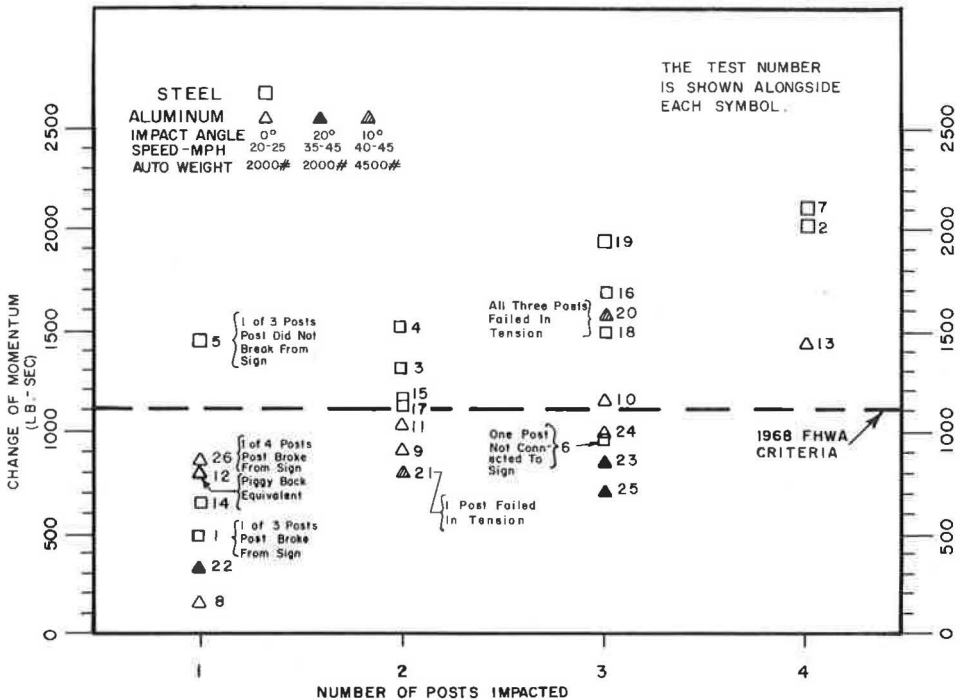 THE TEST NUMBER
IS SHOWN ALONGSIDE
EACH SYMBOL.
STEEL
ALUMINUM
IMPACT ANGLE 0° 20° 10°
SPEED-MPH 20-25 35-45 40-45
AUTO WEIGHT 2000# 2000# 4500#
CHANGE OF MOMENTUM
(LB.-SEC)
2500
2000
1500
1000
500
0
5
1 of 3 Posts
Post Did Not
Break From
Sign
26
1 of 4 Posts
Post Broke
From Sign
12
Piggy Back
Equivalent
14
1
1 of 3 Posts
Post Broke
From Sign
22
8
4
3
15
17
11
9
21
1 Post Failed
In Tension
19
16
All Three Posts
Failed In
Tension
20
18
10
24
One Post
Not Conn-
ected To
Sign
6
23
25
7
2
13
1968 FHWA
CRITERIA
2500
2000
1500
1000
500
0
1 2 3 4
NUMBER OF POSTS IMPACTED